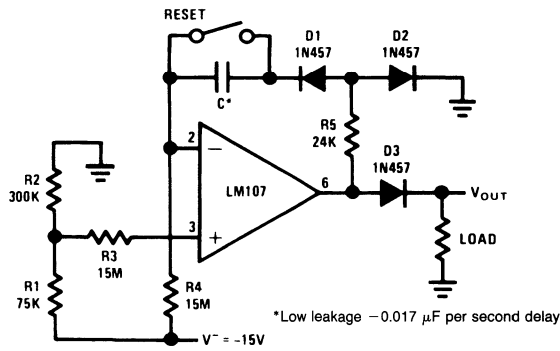 RESET
D1
1N457
D2
1N457
C*
R5
24K
D3
1N457
2
−
LM107
6
VOUT
3
+
R2
300K
R3
15M
R1
75K
R4
15M
LOAD
*Low leakage −0.017 μF per second delay
V− = -15V